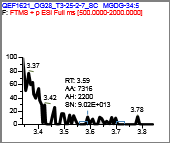 QEF1621_OG28_T3-25-2-7_SC MGDG-34:5
F: FTMS + p ESI Full ms [500.0000-2000.0000]
100
3.37
80
RT: 3.59
AA: 7316
AH: 2200
SN: 9.02E+013
60
3.42
40
20
3.78
0
3.4 3.5 3.6 3.7 3.8